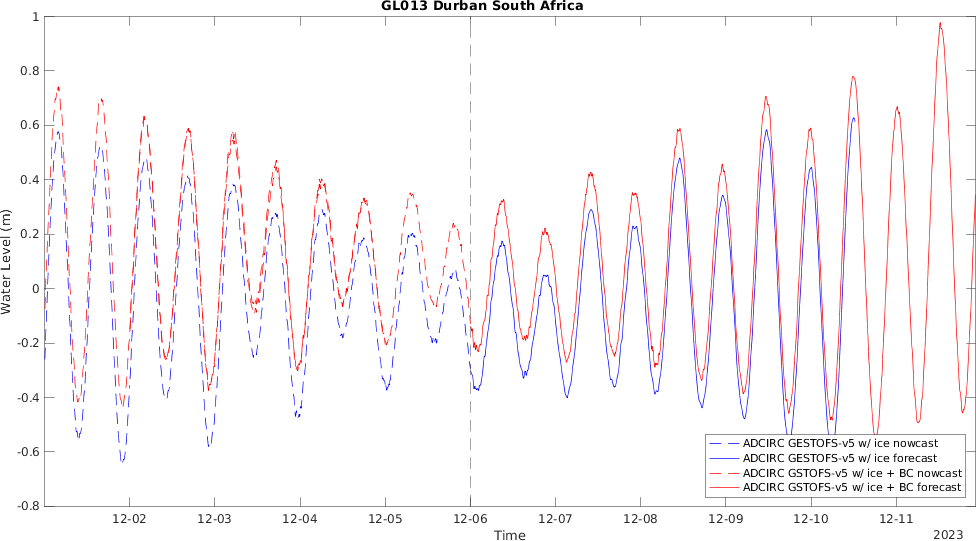 GL013 Durban South Africa
1
0.8
0.6
0.4
0.2
0
-0.2
-0.4
-0.6
-0.8
Water Level (m)
12-02 12-03 12-04 12-05 12-06 12-07 12-08 12-09 12-10 12-11
Time
2023
ADCIRC GESTOFS-v5 w/ ice nowcast
ADCIRC GESTOFS-v5 w/ ice forecast
ADCIRC GSTOFS-v5 w/ ice + BC nowcast
ADCIRC GSTOFS-v5 w/ ice + BC forecast